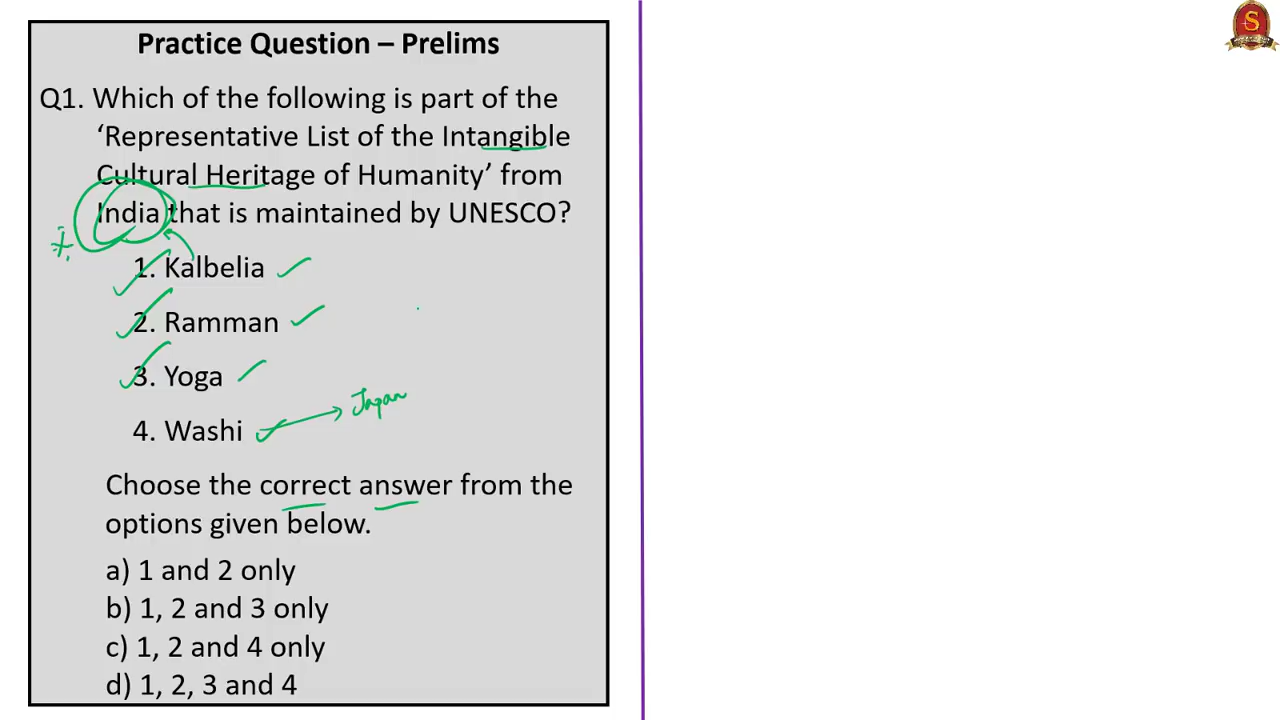 Practice Question – Prelims
Q1. Which of the following is part of the
‘Representative List of the Intangible
Cultural Heritage of Humanity’ from
India that is maintained by UNESCO?
1. Kalbelia
2. Ramman
3. Yoga
Japan
4. Washi
Choose the correct answer from the
options given below.
a) 1 and 2 only
b) 1, 2 and 3 only
c) 1, 2 and 4 only
d) 1, 2, 3 and 4
S